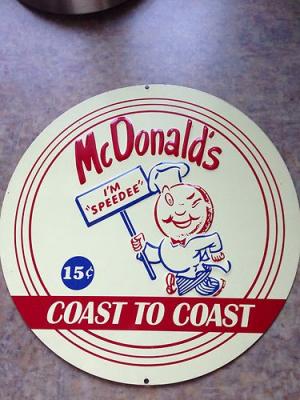 McDonald's
I'M
"SPEEDEE"
15¢
COAST TO COAST